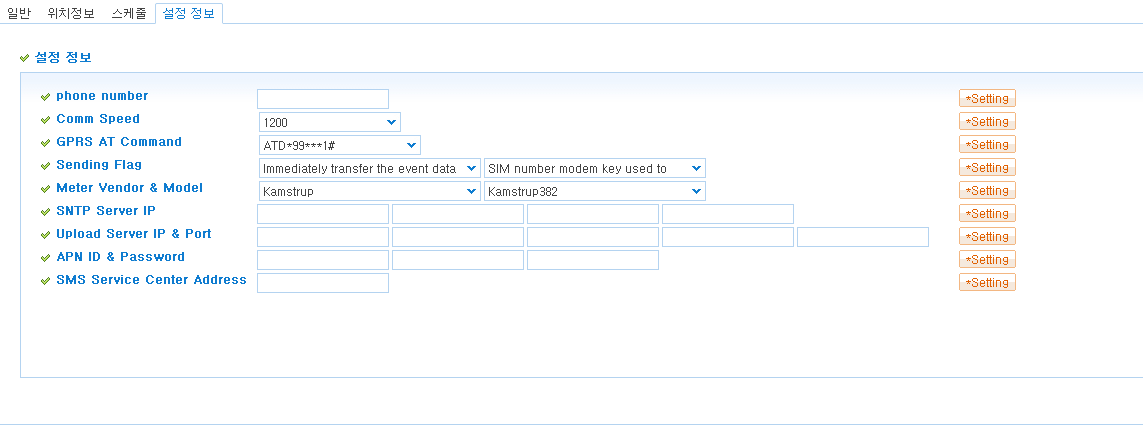 일반 위치정보 스케줄 설정 정보
설정 정보
phone number *Setting
Comm Speed 1200 *Setting
GPRS AT Command ATD*99***1# *Setting
Sending Flag Immediately transfer the event data SIM number modem key used to *Setting
Meter Vendor & Model Kamstrup Kamstrup382 *Setting
SNTP Server IP *Setting
Upload Server IP & Port *Setting
APN ID & Password *Setting
SMS Service Center Address *Setting